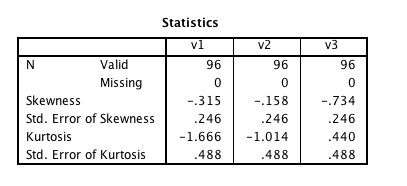 Statistics
v1 v2 v3
N Valid 96 96 96
Missing 0 0 0
Skewness -.315 -.158 -.734
Std. Error of Skewness .246 .246 .246
Kurtosis -1.666 -1.014 .440
Std. Error of Kurtosis .488 .488 .488